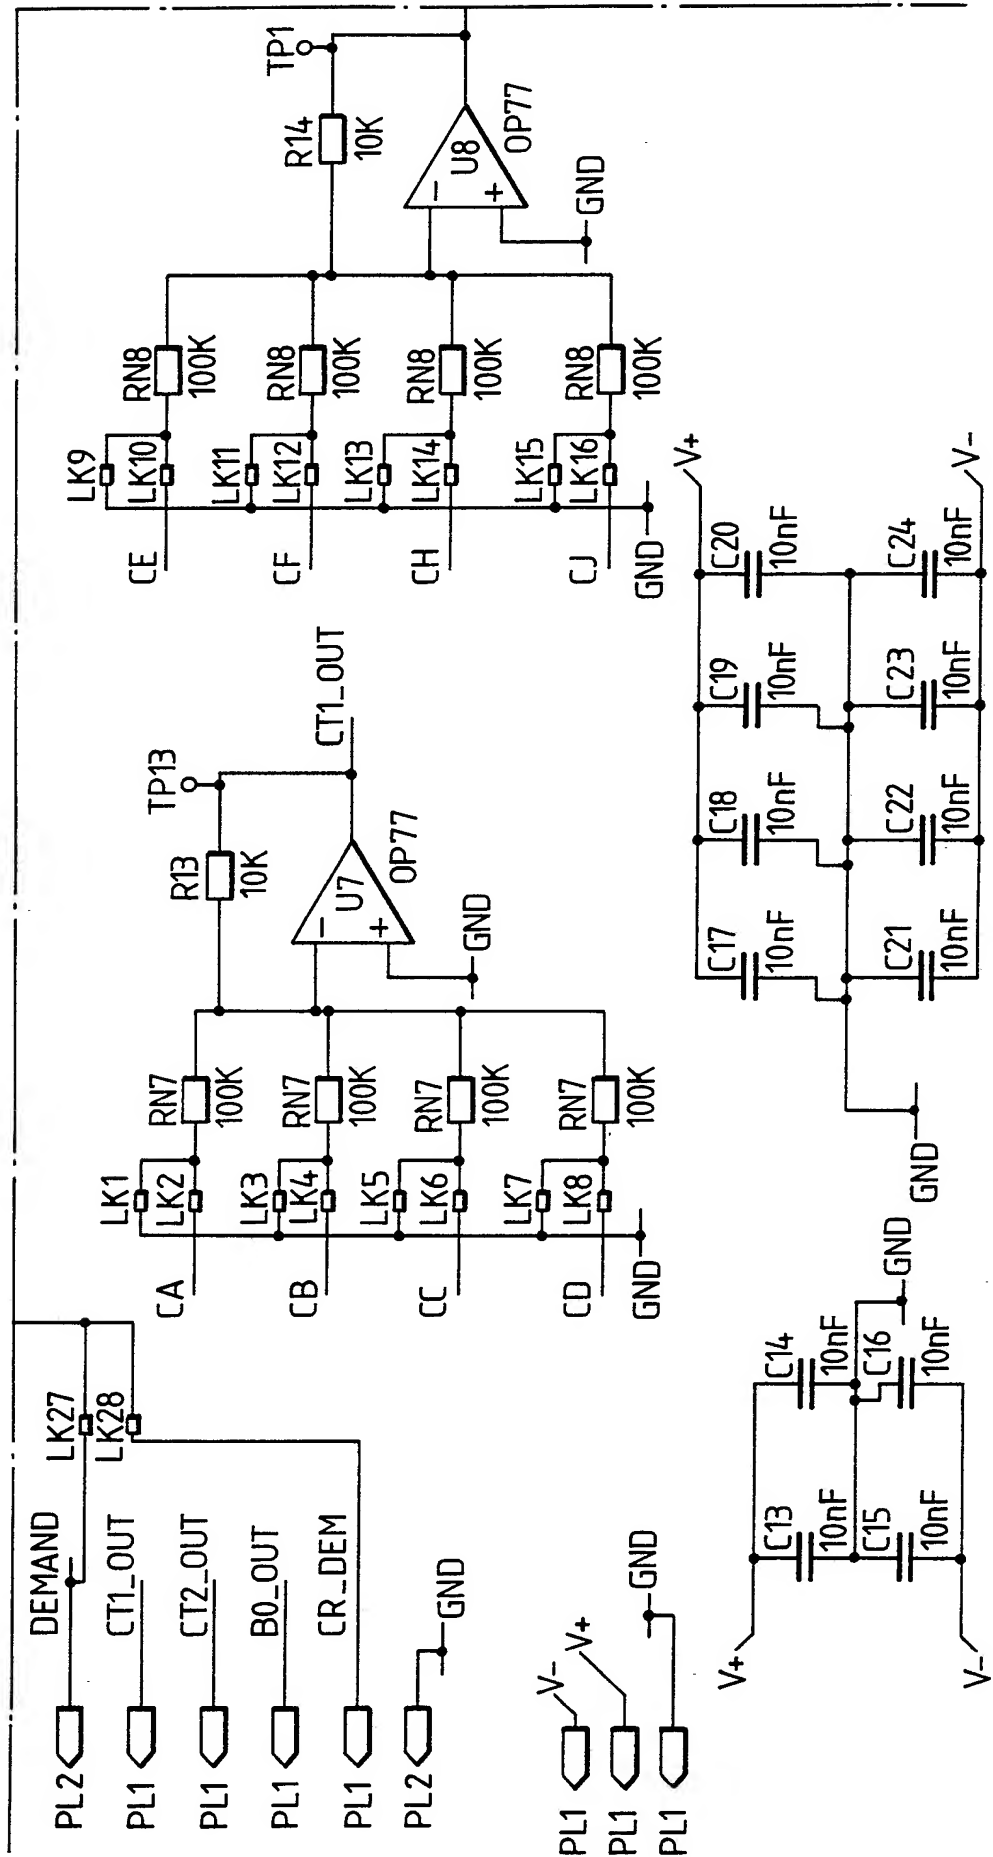 PL2
DEMAND
LK27
PL1
CT1_OUT
LK28
PL1
CT2_OUT
PL1
B0_OUT
PL1
CR_DEM
PL2
GND
PL1
V-
PL1
V+
PL1
GND
CA
LK1
LK2
RN7
100K
CB
LK3
LK4
RN7
100K
CC
LK5
LK6
RN7
100K
CD
LK7
LK8
RN7
100K
GND
R13
10K
TP13
U7
-
+
OP77
GND
CT1_OUT
CE
LK9
LK10
RN8
100K
CF
LK11
LK12
RN8
100K
CH
LK13
LK14
RN8
100K
CJ
LK15
LK16
RN8
100K
GND
R14
10K
TP1
U8
-
+
OP77
GND
V+
C13
10nF
C14
10nF
C15
10nF
C16
10nF
GND
V-
GND
C17
10nF
C18
10nF
C19
10nF
C20
10nF
V+
C21
10nF
C22
10nF
C23
10nF
C24
10nF
V-